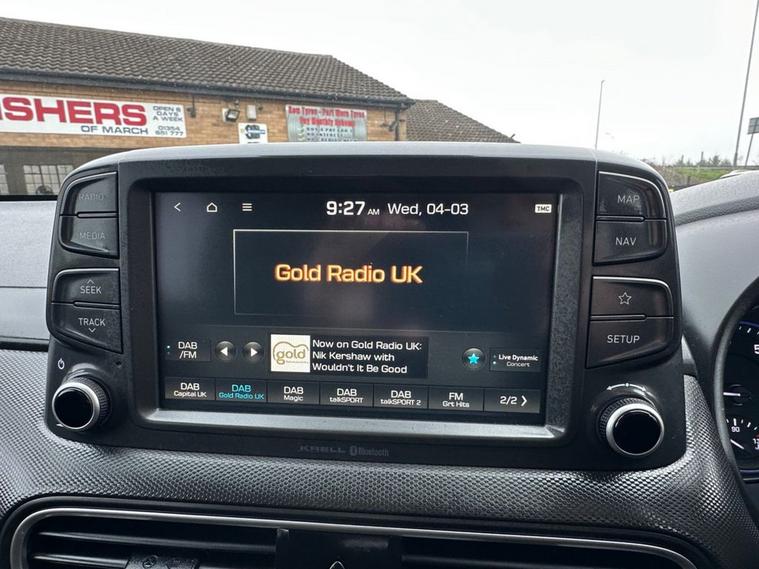 ISHERS
OF MARCH
OPEN 6
DAYS A
A WEEK
01354
651 777
RADIO
MEDIA
SEEK
TRACK
9:27 AM Wed, 04-03
TMC
Gold Radio UK
DAB
/FM
gold
Now on Gold Radio UK:
Nik Kershaw with
Wouldn't It Be Good
Live Dynamic
Concert
DAB
Capital UK
DAB
Gold Radio UK
DAB
Magic
DAB
talkSPORT
DAB
talkSPORT 2
FM
Grt Hits
2/2
MAP
NAV
SETUP
KRELL Bluetooth